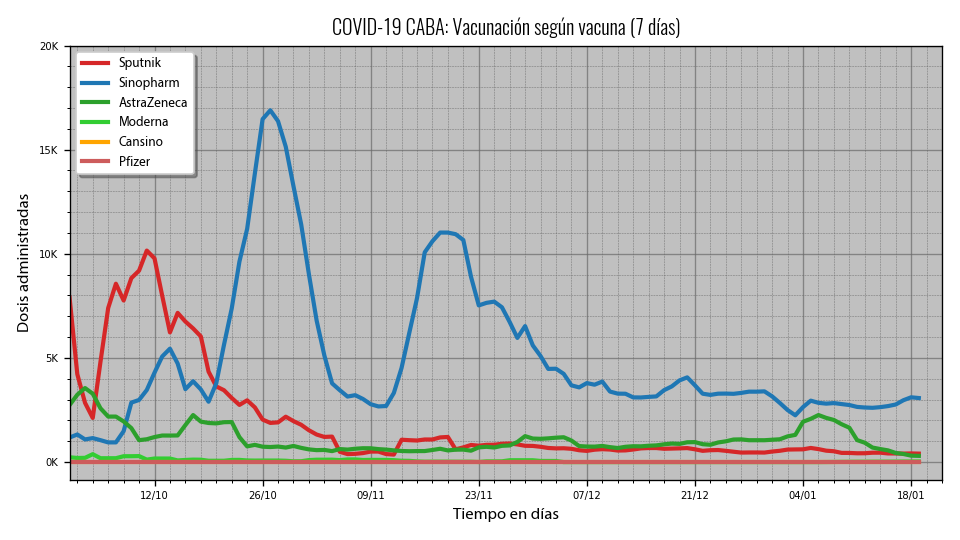 COVID-19 CABA: Vacunación según vacuna (7 días)
20K
15K
10K
5K
0K
Dosis administradas
Sputnik
Sinopharm
AstraZeneca
Moderna
Cansino
Pfizer
12/10
26/10
09/11
23/11
07/12
21/12
04/01
18/01
Tiempo en días